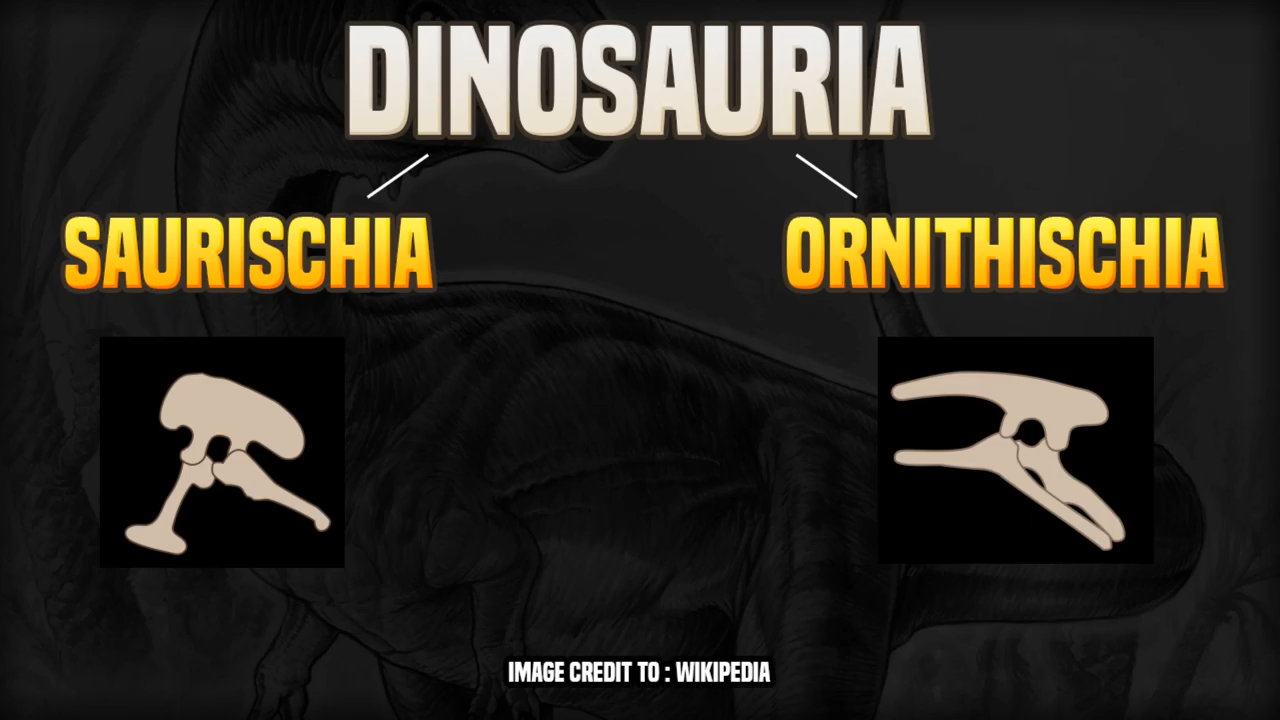 DINOSAURIA
SAURISCHIA
ORNITHISCHIA
IMAGE CREDIT TO : WIKIPEDIA